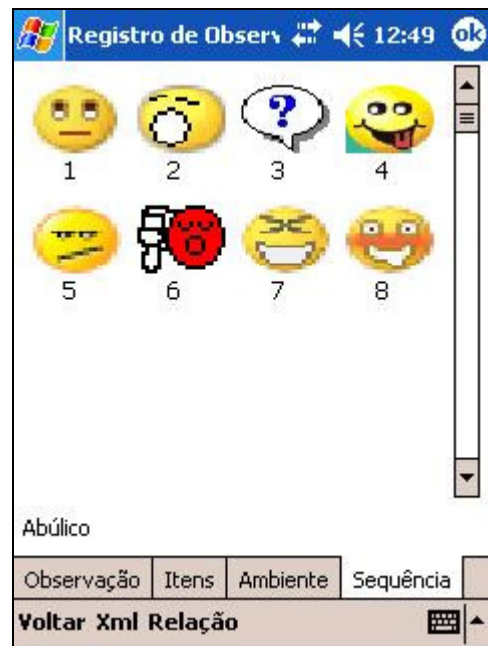 Registro de Observ 12:49 ok
?
1 2 3 4
5 6 7 8
Abúlico
Observação Itens Ambiente Sequência
Voltar Xml Relação